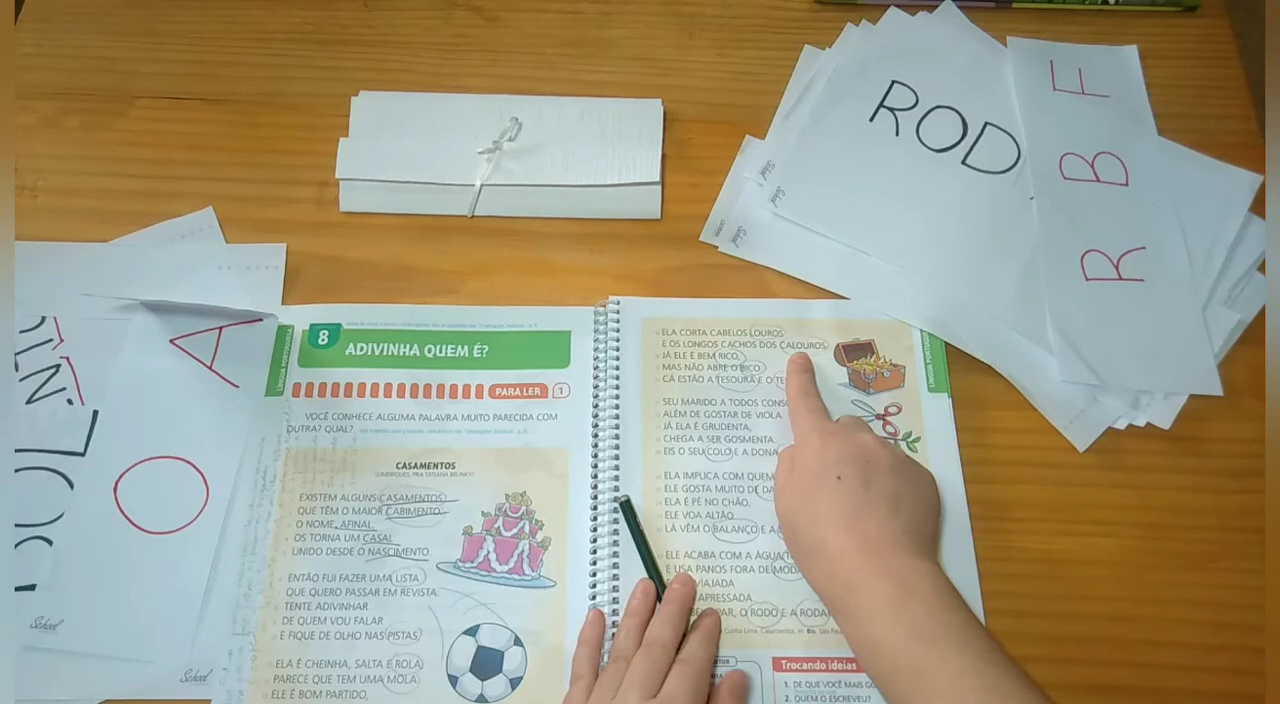 ROD
R B F
A
O
School
School
8
ADIVINHA QUEM É?
PARA LER 1
VOCÊ CONHECE ALGUMA PALAVRA MUITO PARECIDA COM
OUTRA? QUAL?
CASAMENTOS
EXISTEM ALGUNS CASAMENTOS
QUE TÊM O MAIOR CABIMENTO.
O NOME, AFINAL,
OS TORNA UM CASAL
UNIDO DESDE O NASCIMENTO.
ENTÃO FUI FAZER UMA LISTA
QUE QUERO PASSAR EM REVISTA.
TENTE ADIVINHAR
DE QUEM VOU FALAR
E FIQUE DE OLHO NAS PISTAS.
ELA É CHEINHA, SALTA E ROLA,
PARECE QUE TEM UMA MOLA.
ELE É BOM PARTIDO,
ELA CORTA CABELOS LOUROS
E OS LONGOS CACHOS DOS CALOUROS.
JÁ ELE É BEM RICO,
MAS NÃO ABRE O BICO.
CÁ ESTÃO A TESOURA E O
SEU MARIDO A TODOS
ALÉM DE GOSTAR DE VIOLA.
JÁ ELA É GRUDENTA,
CHEGA A SER GOSMENTA.
EIS O SEU COLO E A DONA
ELA IMPLICA COM QUEM
ELE GOSTA MUITO DE
ELA É PÉ NO CHÃO,
ELE VOA ALTÃO.
LÁ VÊM O BALANÇO E A
ELE ACABA COM A ÁGUA
E USA PANOS FORA DE MODA
VIAJADA
APRESSADA
PAR, O RODO E A RODA
LÍNGUA PORTUGUESA
Trocando ideias
1. DE QUE VOCÊ MAIS
2. QUEM O ESCREVEU?